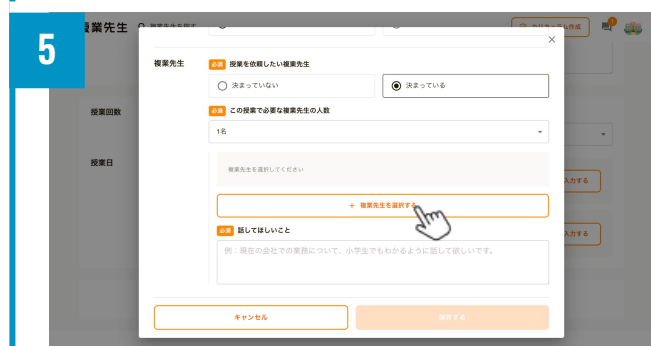 5
複業先生
カリキュラム作成
複業先生
必須 授業を依頼したい複業先生
決まっていない
決まっている
授業回数
必須 この授業で必要な複業先生の人数
1名
授業日
複業先生を選択してください
入力する
+ 複業先生を選択する
必須 話してほしいこと
入力する
例:現在の会社での業務について、小学生でもわかるように話して欲しいです。
キャンセル
保存する